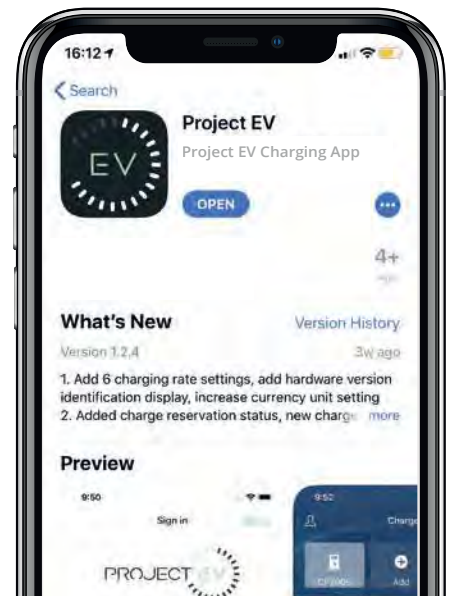 16:12
Search
EV
Project EV
Project EV Charging App
OPEN
4+
What's New
Version History
Version 1.2.4
3w ago
1. Add 6 charging rate settings, add hardware version
identification display, increase currency unit setting
2. Added charge reservation status, new charg more
Preview
9:50
9:52
Sign in
Charge
PROJECT EV
Add